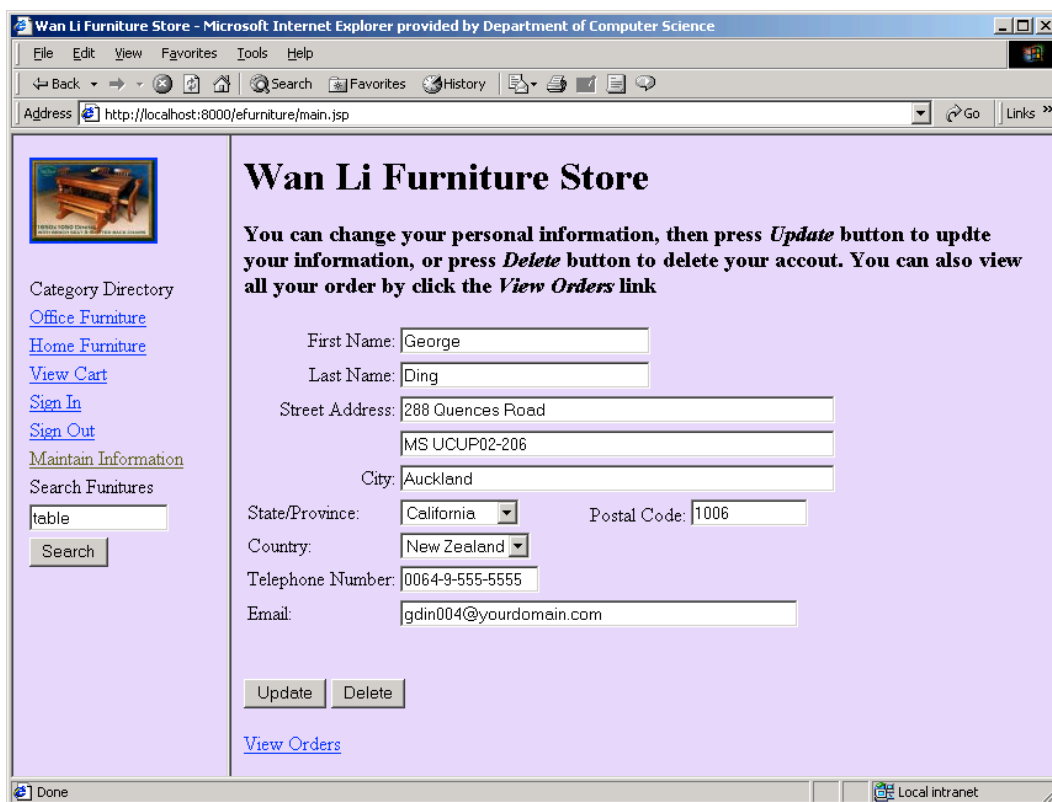 Wan Li Furniture Store - Microsoft Internet Explorer provided by Department of Computer Science
File Edit View Favorites Tools Help
Back Search Favorites History
Address http://localhost:8000/efurniture/main.jsp Go Links »
Category Directory
Office Furniture
Home Furniture
View Cart
Sign In
Sign Out
Maintain Information
Search Funitures
table
Search
Wan Li Furniture Store
You can change your personal information, then press Update button to updte
your information, or press Delete button to delete your accout. You can also view
all your order by click the View Orders link
First Name: George
Last Name: Ding
Street Address: 288 Quences Road
MS UCUP02-206
City: Auckland
State/Province: California Postal Code: 1006
Country: New Zealand
Telephone Number: 0064-9-555-5555
Email: gdin004@yourdomain.com
Update Delete
View Orders
Done Local intranet